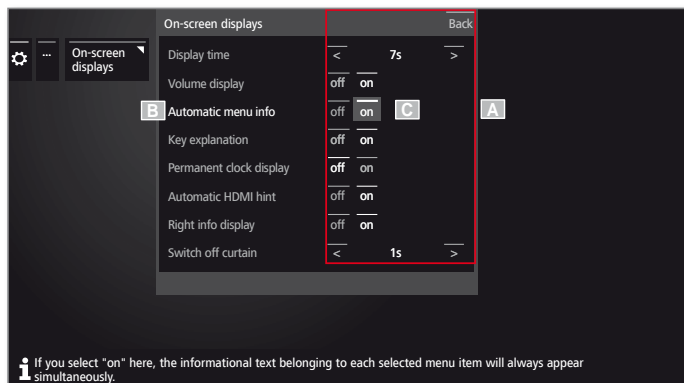 On-screen displays Back
... On-screen displays
Display time < 7s >
Volume display off on
B Automatic menu info off on C A
Key explanation off on
Permanent clock display off on
Automatic HDMI hint off on
Right info display off on
Switch off curtain < 1s >
If you select "on" here, the informational text belonging to each selected menu item will always appear
simultaneously.